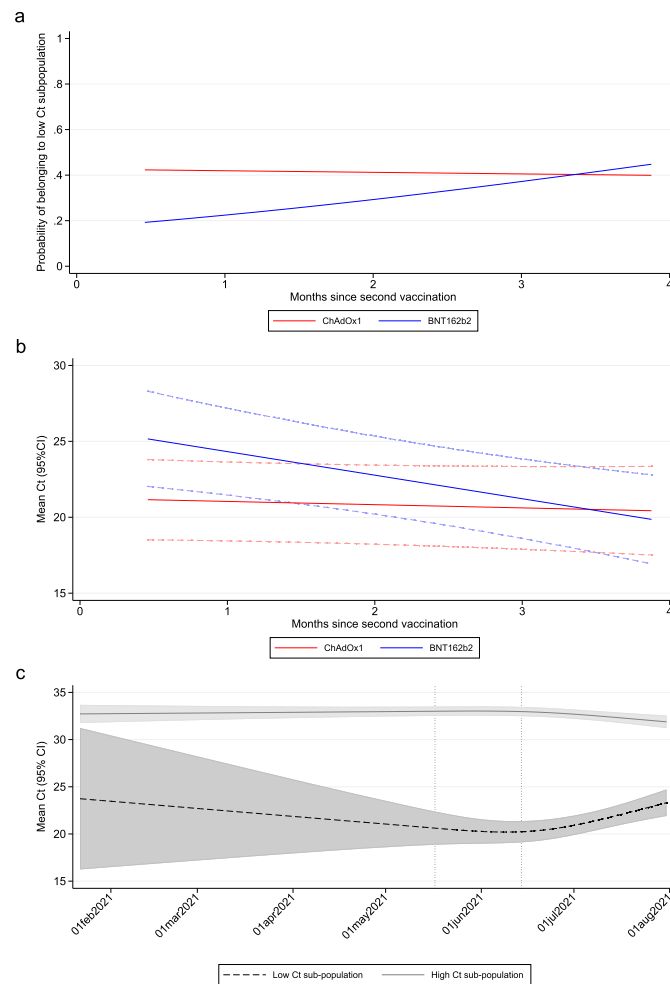 a
Probability of belonging to low Ct subpopulation
1
.8
.6
.4
.2
0
0 1 2 3 4
Months since second vaccination
ChAdOx1 BNT162b2
b
Mean Ct (95%CI)
30
25
20
15
0 1 2 3 4
Months since second vaccination
ChAdOx1 BNT162b2
c
Mean Ct (95% CI)
35
30
25
20
15
01feb2021 01mar2021 01apr2021 01may2021 01jun2021 01jul2021 01aug2021
Low Ct sub-population High Ct sub-population